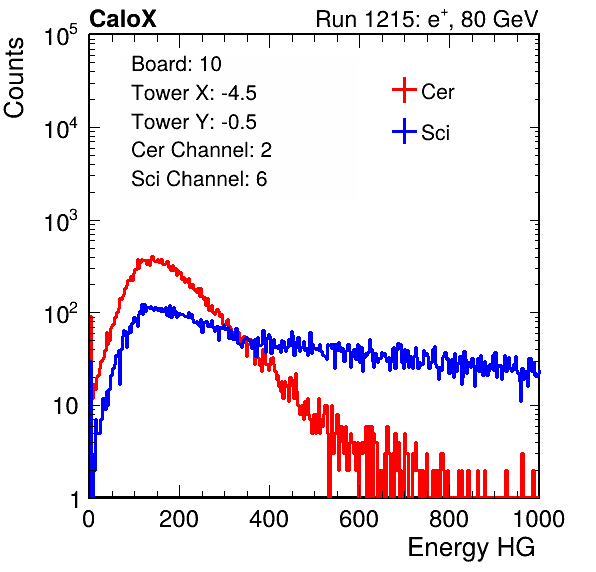 CaloX Run 1215: e⁺, 80 GeV
Counts
Board: 10
Tower X: -4.5
Tower Y: -0.5
Cer Channel: 2
Sci Channel: 6
Cer
Sci
10⁵
10⁴
10³
10²
10
1
0 200 400 600 800 1000
Energy HG